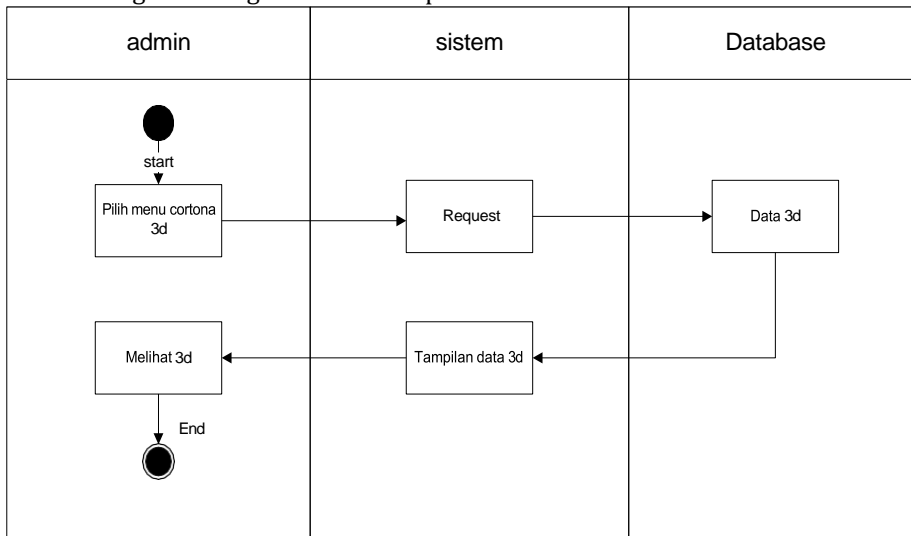 admin
sistem
Database
start
Pilih menu cortona
3d
Request
Data 3d
Melihat 3d
Tampilan data 3d
End